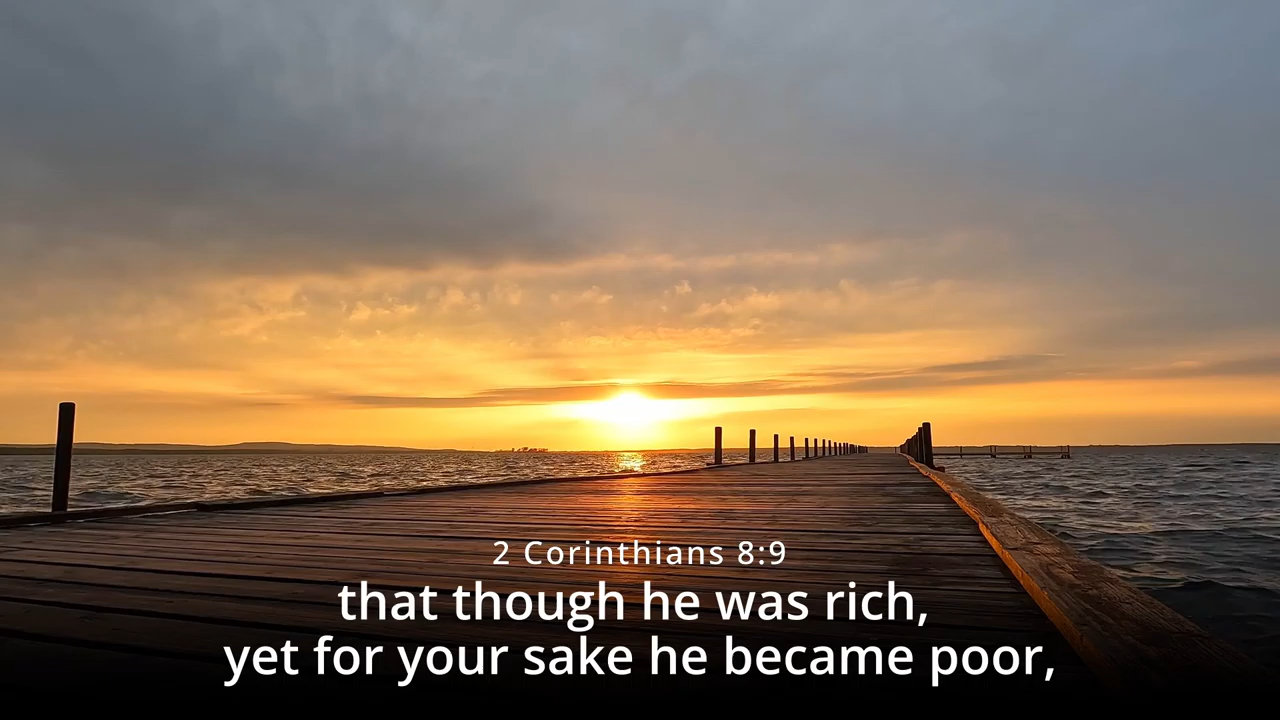 2 Corinthians 8:9
that though he was rich,
yet for your sake he became poor,